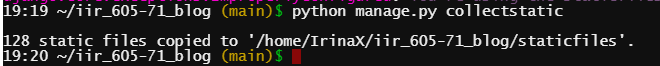 19:19 ~/iir_605-71_blog (main)$ python manage.py collectstatic
128 static files copied to '/home/IrinaX/iir_605-71_blog/staticfiles'.
19:20 ~/iir_605-71_blog (main)$